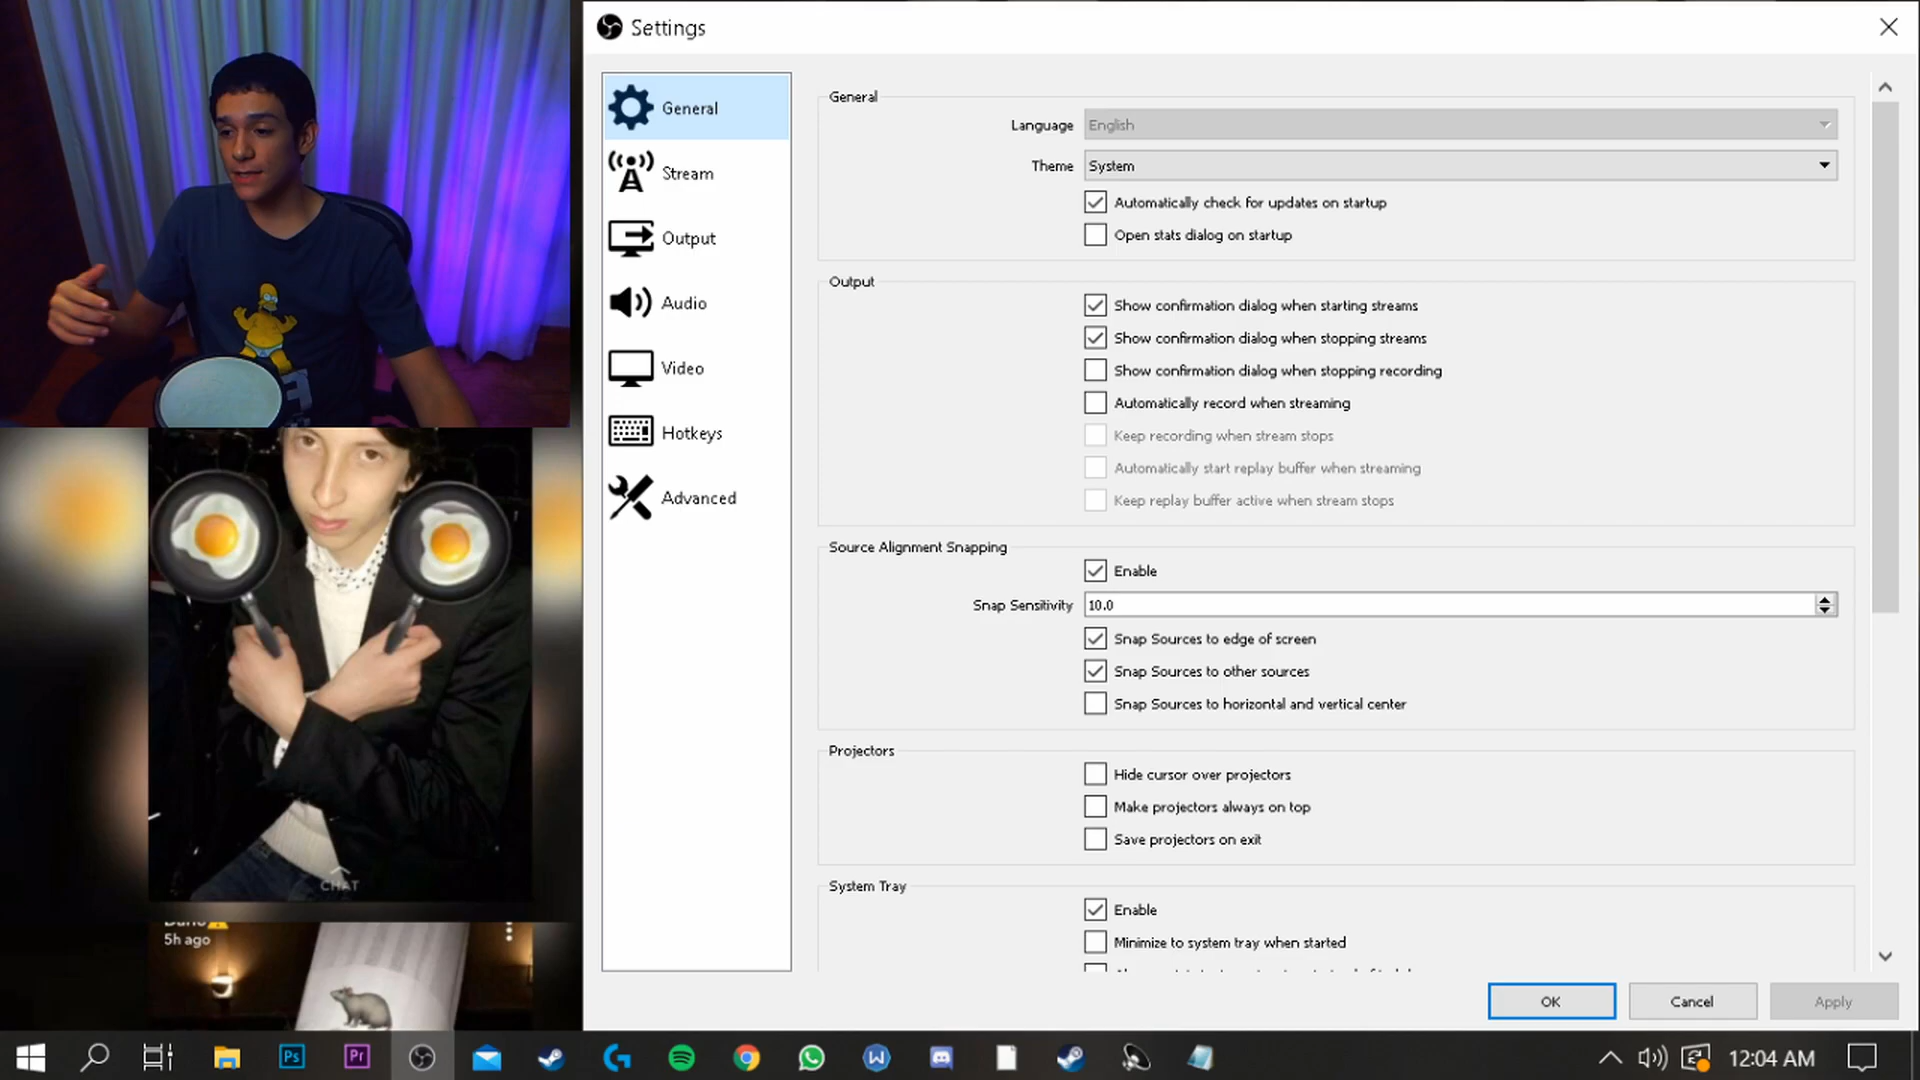 Settings
General
Stream
Output
Audio
Video
Hotkeys
Advanced
General
Language English
Theme System
Automatically check for updates on startup
Open stats dialog on startup
Output
Show confirmation dialog when starting streams
Show confirmation dialog when stopping streams
Show confirmation dialog when stopping recording
Automatically record when streaming
Keep recording when stream stops
Automatically start replay buffer when streaming
Keep replay buffer active when stream stops
Source Alignment Snapping
Enable
Snap Sensitivity 10.0
Snap Sources to edge of screen
Snap Sources to other sources
Snap Sources to horizontal and vertical center
Projectors
Hide cursor over projectors
Make projectors always on top
Save projectors on exit
System Tray
Enable
Minimize to system tray when started
OK Cancel Apply
CHAT
5h ago
Ps Pr W
12:04 AM